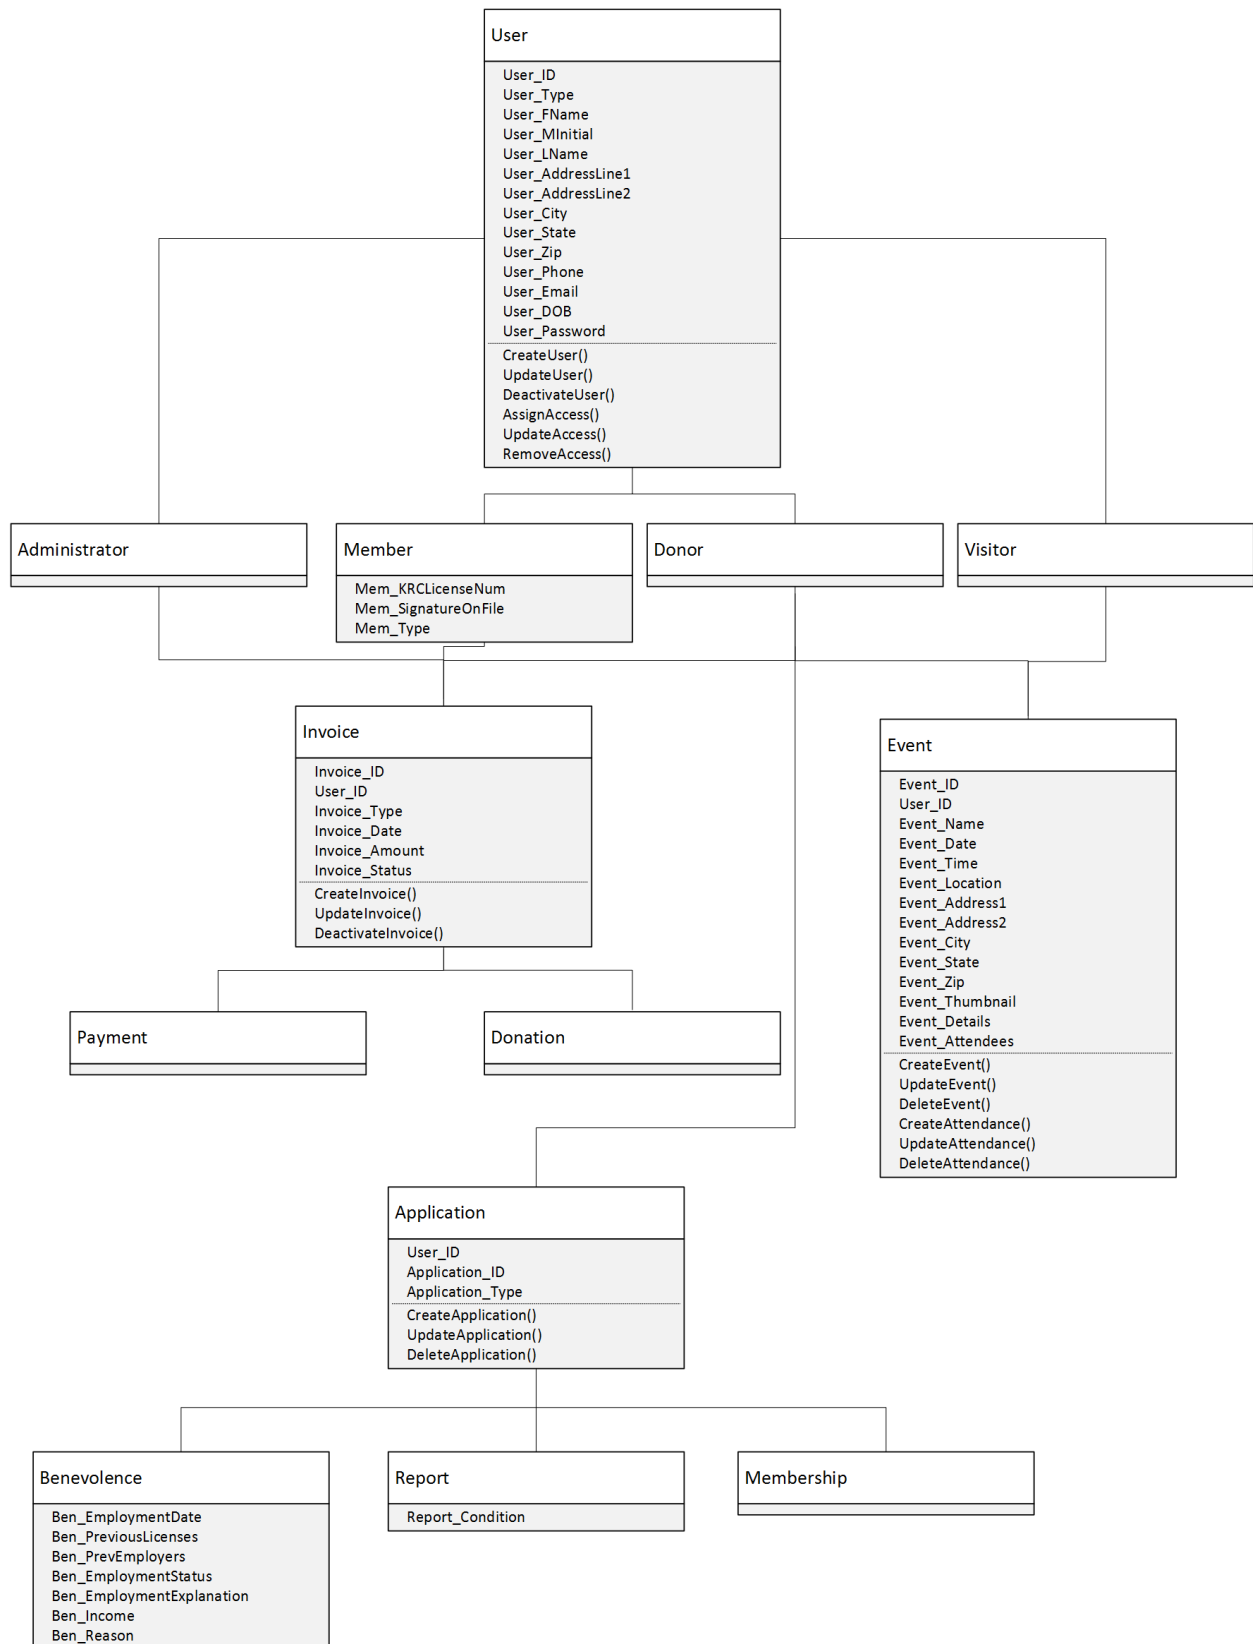 User
User_ID
User_Type
User_FName
User_MInitial
User_LName
User_AddressLine1
User_AddressLine2
User_City
User_State
User_Zip
User_Phone
User_Email
User_DOB
User_Password
CreateUser()
UpdateUser()
DeactivateUser()
AssignAccess()
UpdateAccess()
RemoveAccess()
Administrator
Member
Mem_KRCLicenseNum
Mem_SignatureOnFile
Mem_Type
Donor
Visitor
Invoice
Invoice_ID
User_ID
Invoice_Type
Invoice_Date
Invoice_Amount
Invoice_Status
CreateInvoice()
UpdateInvoice()
DeactivateInvoice()
Event
Event_ID
User_ID
Event_Name
Event_Date
Event_Time
Event_Location
Event_Address1
Event_Address2
Event_City
Event_State
Event_Zip
Event_Thumbnail
Event_Details
Event_Attendees
CreateEvent()
UpdateEvent()
DeleteEvent()
CreateAttendance()
UpdateAttendance()
DeleteAttendance()
Payment
Donation
Application
User_ID
Application_ID
Application_Type
CreateApplication()
UpdateApplication()
DeleteApplication()
Benevolence
Ben_EmploymentDate
Ben_PreviousLicenses
Ben_PrevEmployers
Ben_EmploymentStatus
Ben_EmploymentExplanation
Ben_Income
Ben_Reason
Report
Report_Condition
Membership